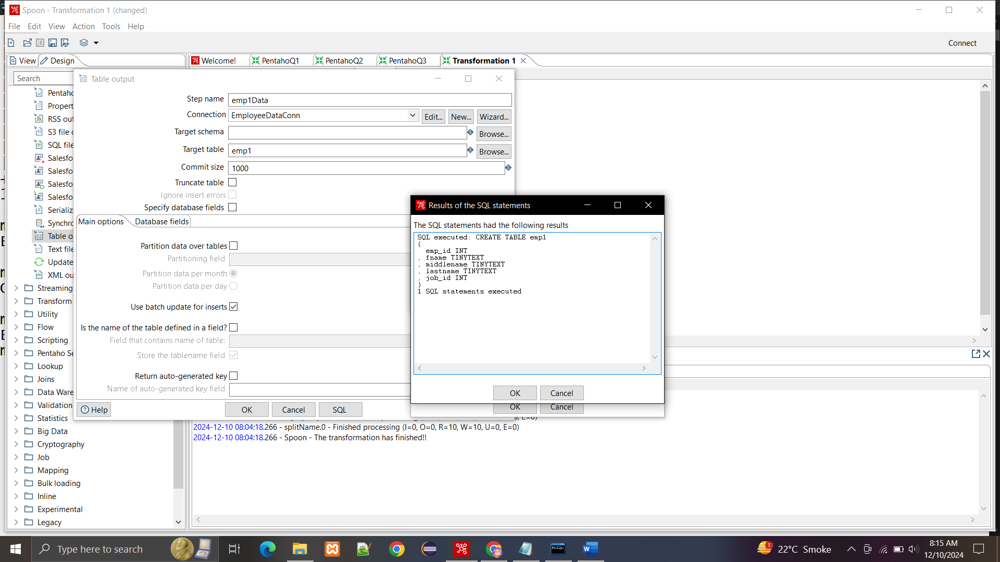 Spoon - Transformation 1 (changed)
File Edit View Action Tools Help
Connect
View Design
Welcome! PentahoQ1 PentahoQ2 PentahoQ3 Transformation 1
Search
Pentaho
Propert
RSS out
S3 file
SQL file
Salesfo
Salesfo
Salesfo
Salesfo
Serializ
Synchro
Table o
Text file
Update
XML ou
Streaming
Transform
Utility
Flow
Scripting
Pentaho Se
Lookup
Joins
Data Ware
Validation
Statistics
Big Data
Cryptography
Job
Mapping
Bulk loading
Inline
Experimental
Legacy
Table output
Step name emp1Data
Connection EmployeeDataConn Edit... New... Wizard...
Target schema Browse...
Target table emp1 Browse...
Commit size 1000
Truncate table
Ignore insert errors
Specify database fields
Main options Database fields
Partition data over tables
Partitioning field
Partition data per month
Partition data per day
Use batch update for inserts
Is the name of the table defined in a field?
Field that contains name of table:
Store the tablename field
Return auto-generated key
Name of auto-generated key field
Help OK Cancel SQL
Results of the SQL statements
The SQL statements had the following results
SQL executed: CREATE TABLE emp1
(
emp_id INT
, fname TINYTEXT
, middlename TINYTEXT
, lastname TINYTEXT
, job_id INT
)
1 SQL statements executed
OK Cancel
OK Cancel
2024-12-10 08:04:18.266 - splitName.0 - Finished processing (I=0, O=0, R=10, W=10, U=0, E=0)
2024-12-10 08:04:18.266 - Spoon - The transformation has finished!!
Type here to search
MySQL
1
22°C Smoke
8:15 AM
12/10/2024